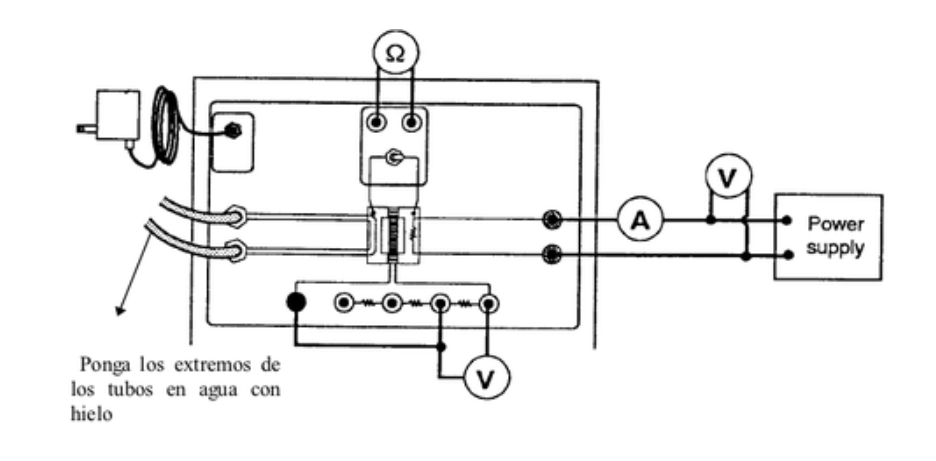 Ω
V
A
Power
supply
V
Ponga los extremos de
los tubos en agua con
hielo